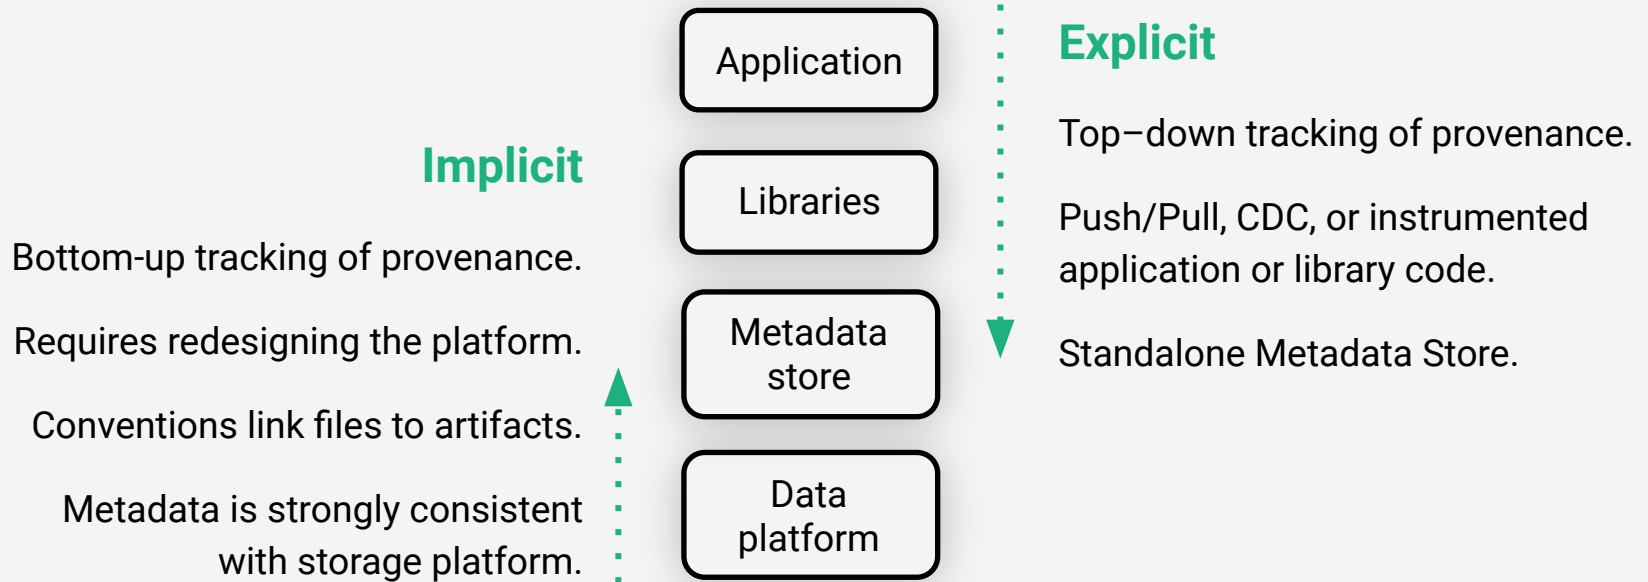 Implicit
Bottom-up tracking of provenance.
Requires redesigning the platform.
Conventions link files to artifacts.
Metadata is strongly consistent
with storage platform.
Application
Libraries
Metadata
store
Data
platform
Explicit
Top–down tracking of provenance.
Push/Pull, CDC, or instrumented
application or library code.
Standalone Metadata Store.